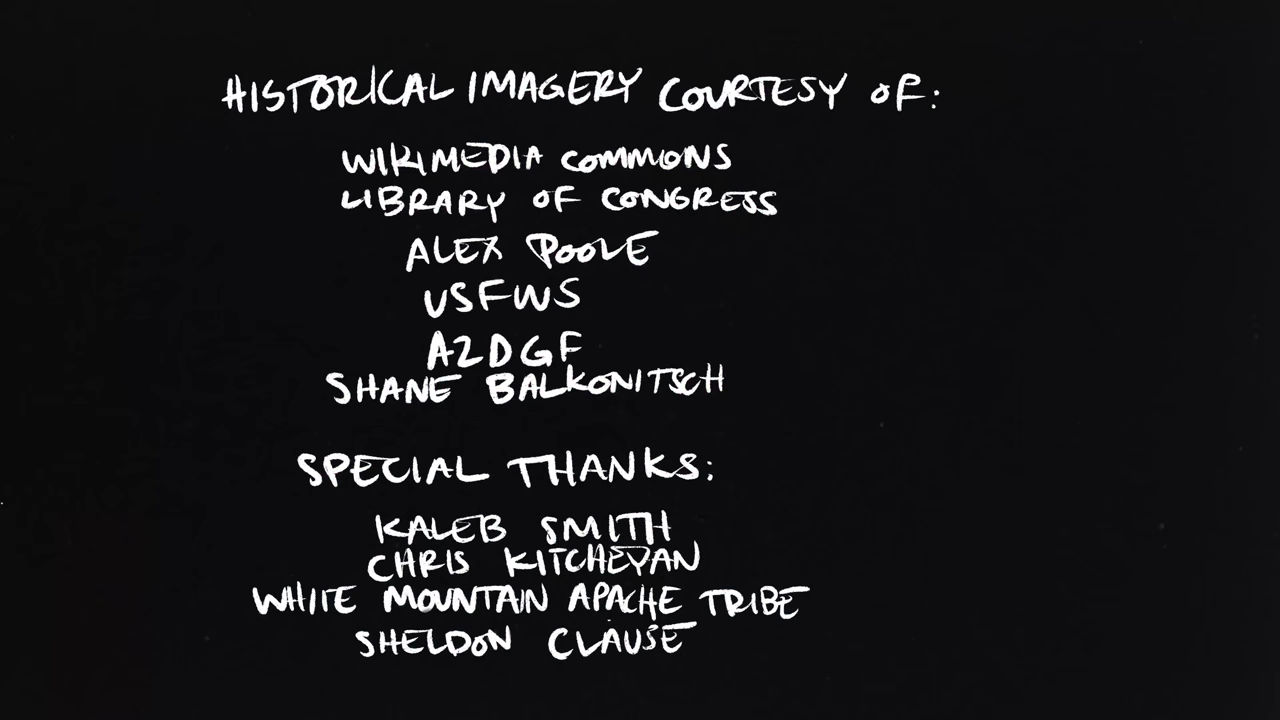 HISTORICAL IMAGERY COURTESY OF:
WIKIMEDIA COMMONS
LIBRARY OF CONGRESS
ALEX POOLE
USFWS
AZDGF
SHANE BALKONITSCH
SPECIAL THANKS:
KALEB SMITH
CHRIS KITCHEYAN
WHITE MOUNTAIN APACHE TRIBE
SHELDON CLAUSE